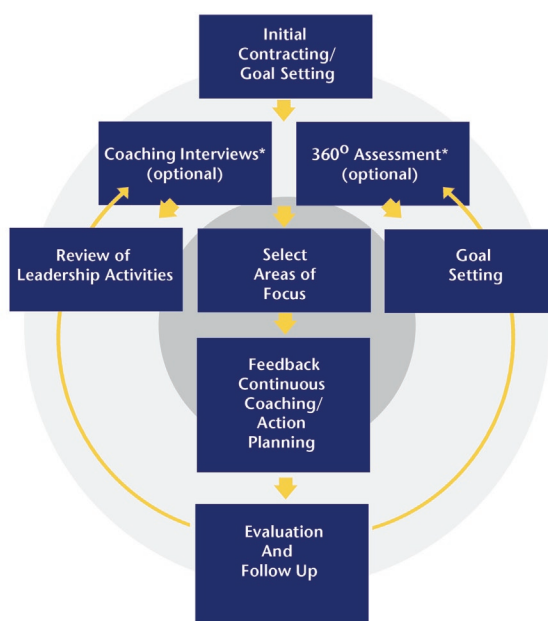 Initial
Contracting/
Goal Setting
Coaching Interviews*
(optional)
360⁰ Assessment*
(optional)
Review of
Leadership Activities
Select
Areas of
Focus
Goal
Setting
Feedback
Continuous
Coaching/
Action
Planning
Evaluation
And
Follow Up